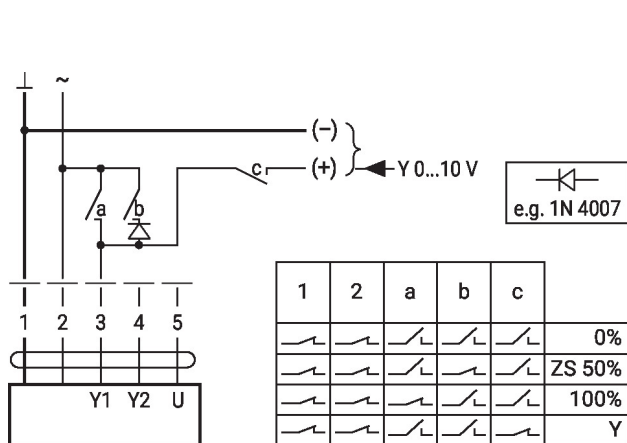 ⊥ ~
(–)
c (+) Y 0...10 V
a b
e.g. 1N 4007
1 2 3 4 5
Y1 Y2 U
1 2 a b c
0%
ZS 50%
100%
Y